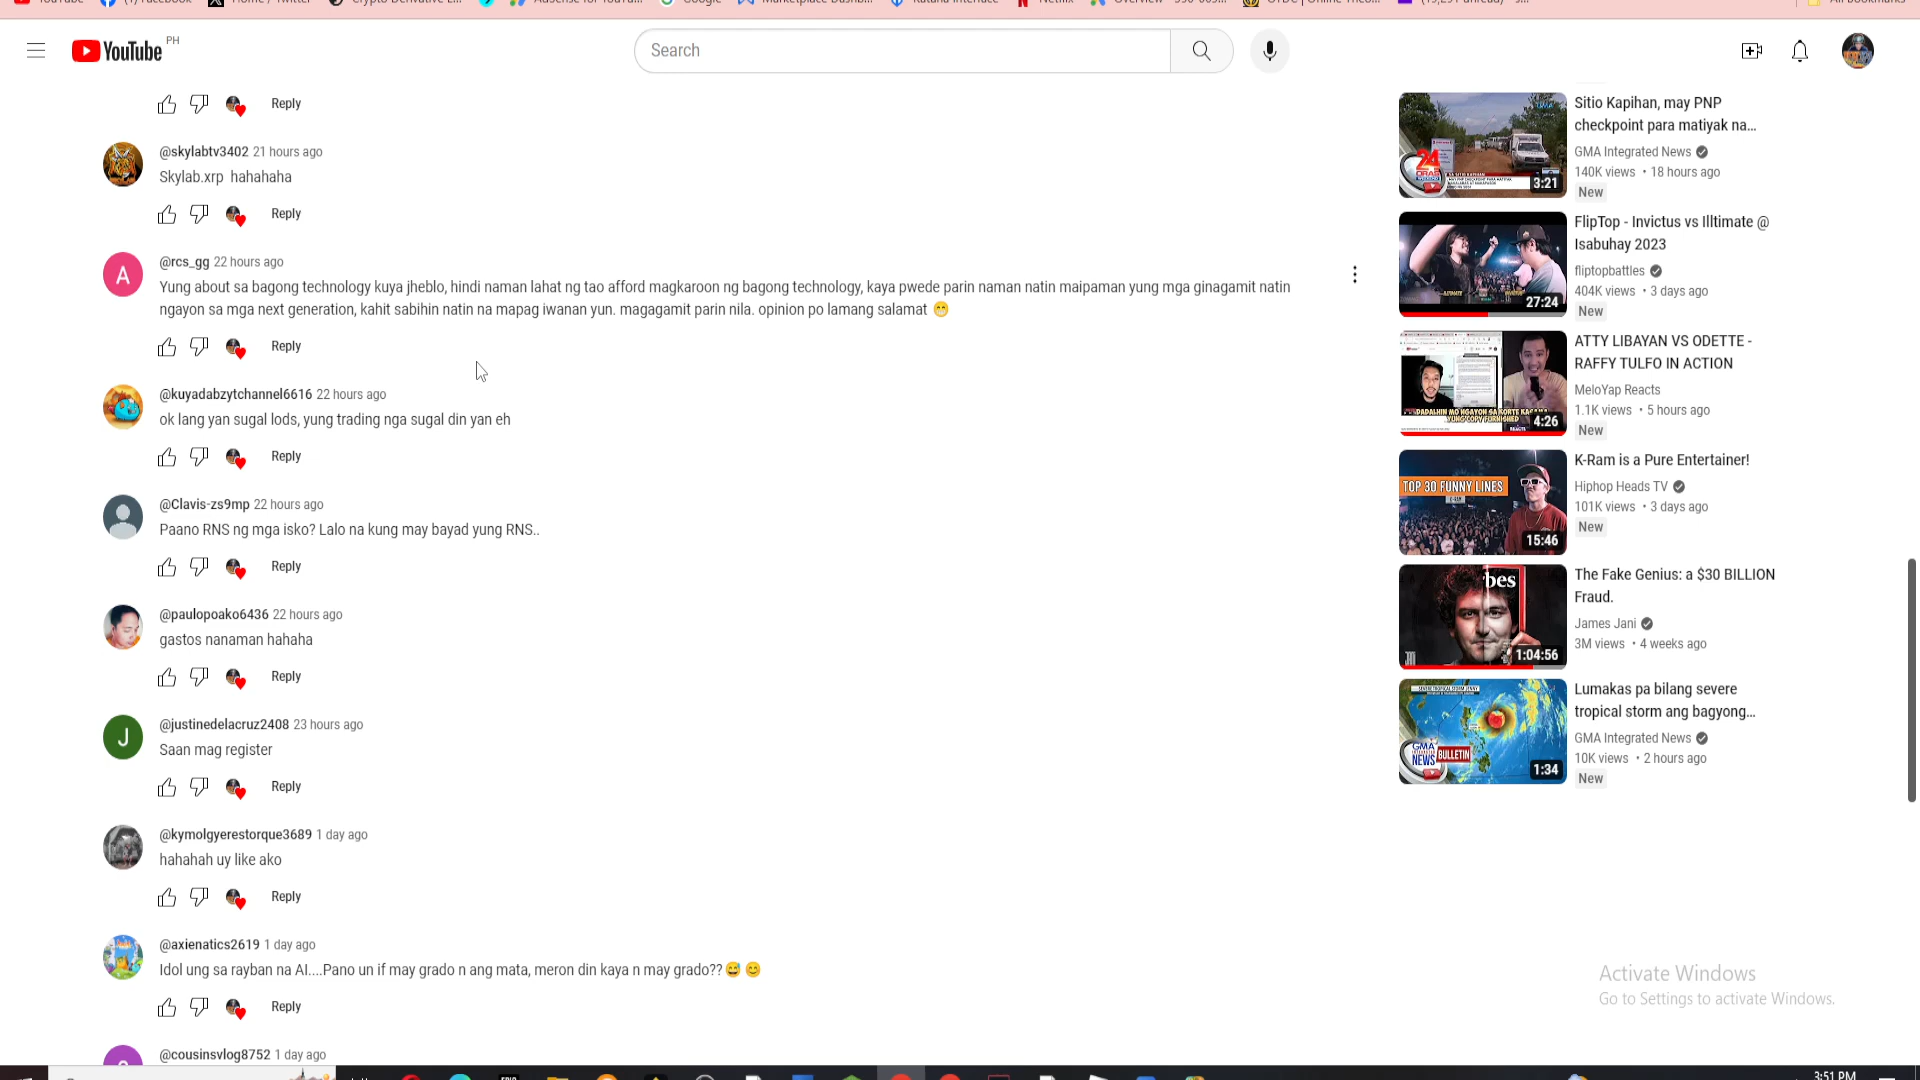 YouTube PH
Search
Reply
@skylabtv3402 21 hours ago
Skylab.xrp hahahaha
Reply
@rcs_gg 22 hours ago
Yung about sa bagong technology kuya jheblo, hindi naman lahat ng tao afford magkaroon ng bagong technology, kaya pwede parin naman natin maipaman yung mga ginagamit natin
ngayon sa mga next generation, kahit sabihin natin na mapag iwanan yun. magagamit parin nila. opinion po lamang salamat 😁
Reply
@kuyadabzytchannel6616 22 hours ago
ok lang yan sugal lods, yung trading nga sugal din yan eh
Reply
@Clavis-zs9mp 22 hours ago
Paano RNS ng mga isko? Lalo na kung may bayad yung RNS..
Reply
@paulopoako6436 22 hours ago
gastos nanaman hahaha
Reply
@justinedelacruz2408 23 hours ago
Saan mag register
Reply
@kymolgyerestorque3689 1 day ago
hahahah uy like ako
Reply
@axienatics2619 1 day ago
Idol ung sa rayban na AI....Pano un if may grado n ang mata, meron din kaya n may grado?? 😅 😊
Reply
@cousinsvlog8752 1 day ago
3:21
Sitio Kapihan, may PNP
checkpoint para matiyak na...
GMA Integrated News
140K views • 18 hours ago
New
27:24
FlipTop - Invictus vs Illtimate @
Isabuhay 2023
fliptopbattles
404K views • 3 days ago
New
4:26
ATTY LIBAYAN VS ODETTE -
RAFFY TULFO IN ACTION
MeloYap Reacts
1.1K views • 5 hours ago
New
TOP 30 FUNNY LINES
15:46
K-Ram is a Pure Entertainer!
Hiphop Heads TV
101K views • 3 days ago
New
bes
1:04:56
The Fake Genius: a $30 BILLION
Fraud.
James Jani
3M views • 4 weeks ago
GMA
NEWS
BULLETIN
1:34
Lumakas pa bilang severe
tropical storm ang bagyong...
GMA Integrated News
10K views • 2 hours ago
New
Activate Windows
Go to Settings to activate Windows.
3:51 PM